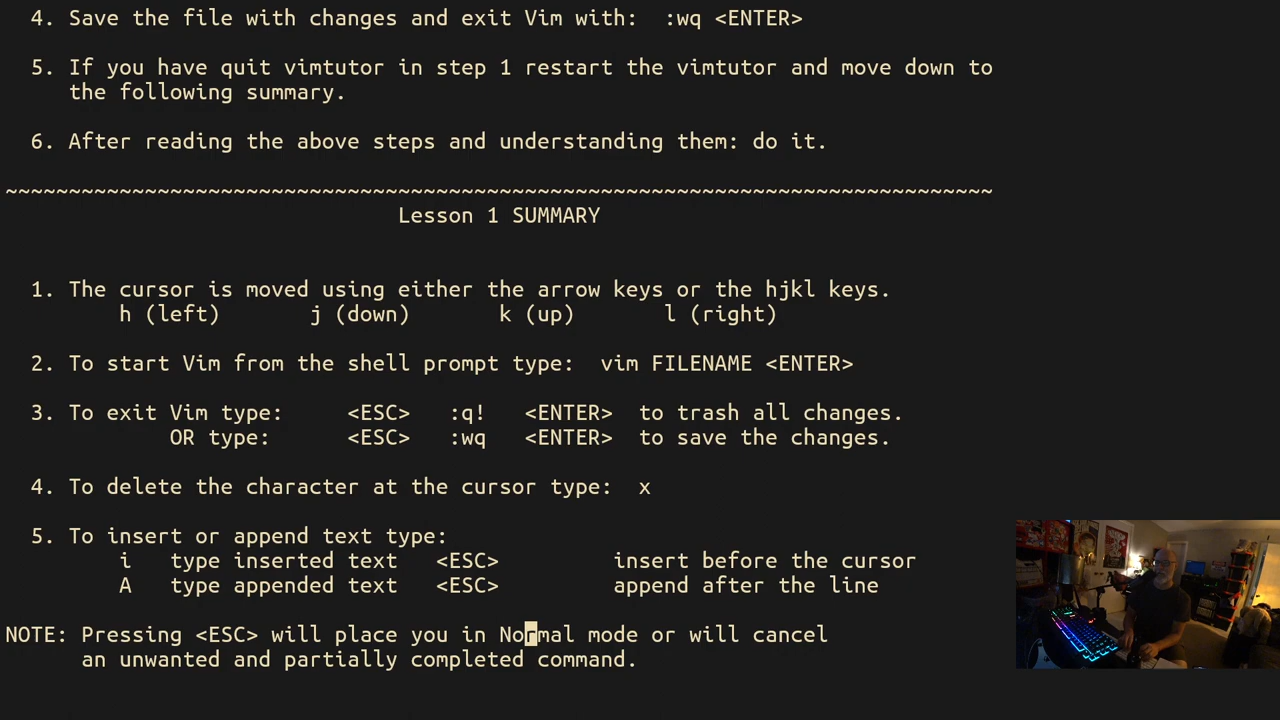 4. Save the file with changes and exit Vim with:  :wq <ENTER>
5. If you have quit vimtutor in step 1 restart the vimtutor and move down to
the following summary.
6. After reading the above steps and understanding them: do it.
~~~~~~~~~~~~~~~~~~~~~~~~~~~~~~~~~~~~~~~~~~~~~~~~~~~~~~~~~~~~~~~~~~~~~~~~~~~~~~
Lesson 1 SUMMARY
1. The cursor is moved using either the arrow keys or the hjkl keys.
h (left)       j (down)       k (up)       l (right)
2. To start Vim from the shell prompt type:  vim FILENAME <ENTER>
3. To exit Vim type:     <ESC>   :q!   <ENTER>  to trash all changes.
OR type:      <ESC>   :wq   <ENTER>  to save the changes.
4. To delete the character at the cursor type:  x
5. To insert or append text type:
i   type inserted text   <ESC>         insert before the cursor
A   type appended text   <ESC>         append after the line
NOTE: Pressing <ESC> will place you in Normal mode or will cancel
an unwanted and partially completed command.